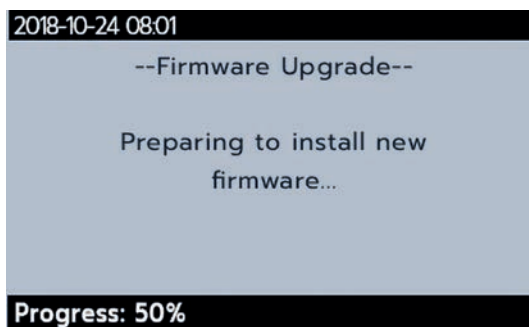 2018-10-24 08:01
--Firmware Upgrade--
Preparing to install new
firmware...
Progress: 50%